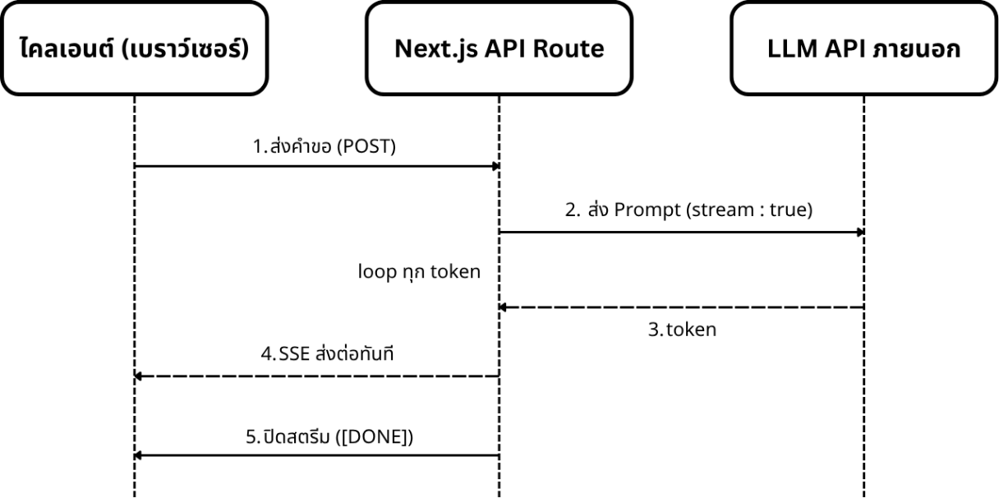 ไคลเอนต์ (เบราว์เซอร์)
Next.js API Route
LLM API ภายนอก
1.ส่งคำขอ (POST)
2. ส่ง Prompt (stream : true)
loop ทุก token
3.token
4.SSE ส่งต่อทันที
5.ปิดสตรีม ([DONE])